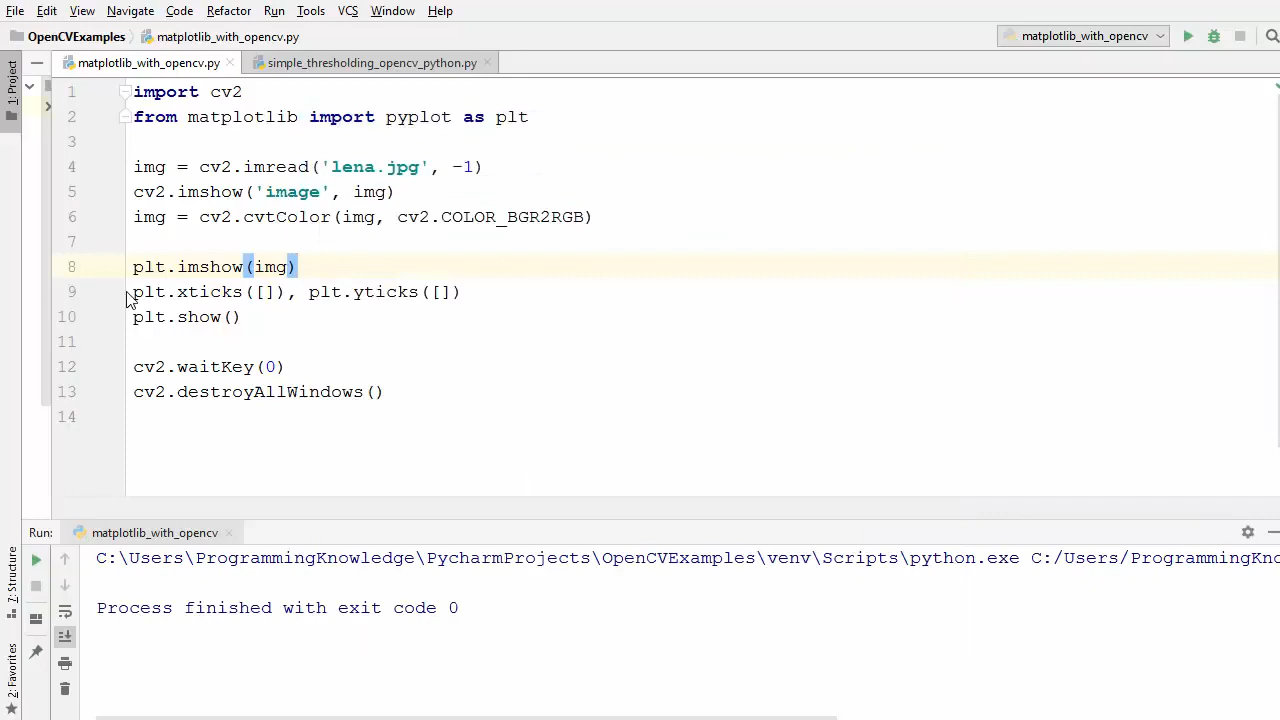 File Edit View Navigate Code Refactor Run Tools VCS Window Help
OpenCVExamples matplotlib_with_opencv.py matplotlib_with_opencv
1: Project matplotlib_with_opencv.py simple_thresholding_opencv_python.py
1 import cv2
2 from matplotlib import pyplot as plt
3
4 img = cv2.imread('lena.jpg', -1)
5 cv2.imshow('image', img)
6 img = cv2.cvtColor(img, cv2.COLOR_BGR2RGB)
7
8 plt.imshow(img)
9 plt.xticks([]), plt.yticks([])
10 plt.show()
11
12 cv2.waitKey(0)
13 cv2.destroyAllWindows()
14
Run: matplotlib_with_opencv
C:\Users\ProgrammingKnowledge\PycharmProjects\OpenCVExamples\venv\Scripts\python.exe C:/Users/ProgrammingKno
Process finished with exit code 0
7: Structure
2: Favorites